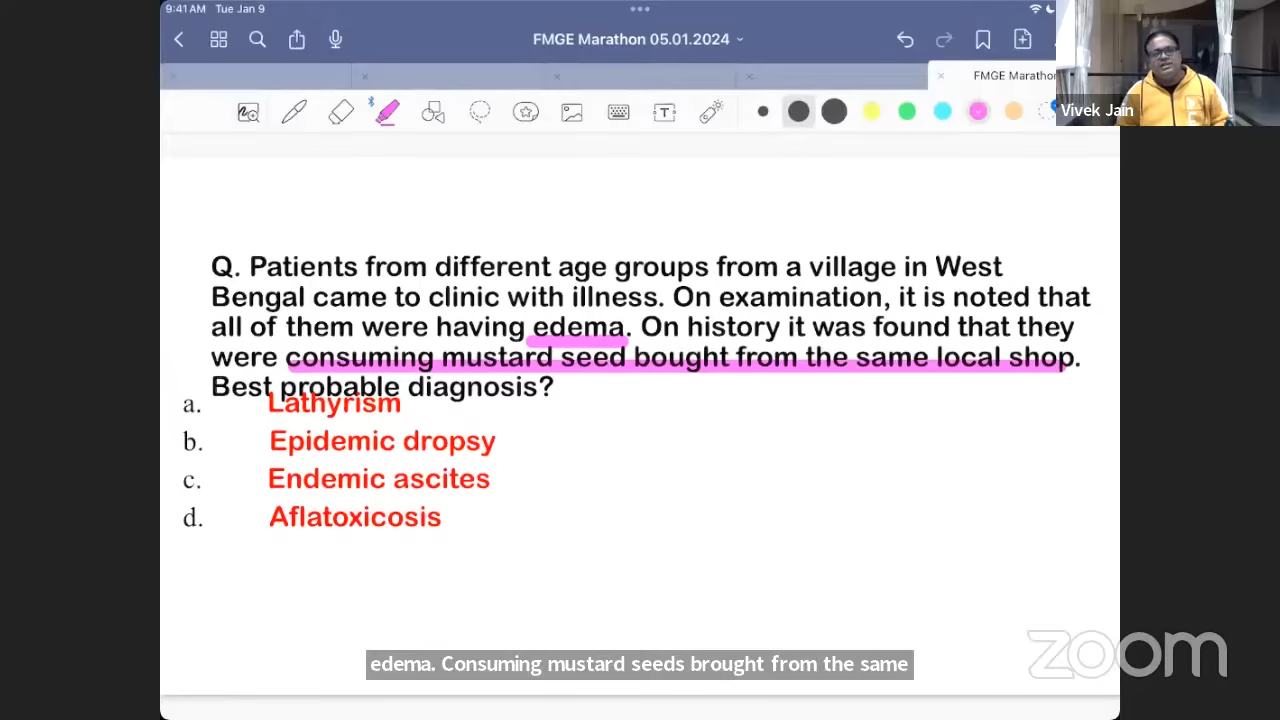 9:41 AM Tue Jan 9
FMGE Marathon 05.01.2024
FMGE Marathon
Vivek Jain
Q. Patients from different age groups from a village in West
Bengal came to clinic with illness. On examination, it is noted that
all of them were having edema. On history it was found that they
were consuming mustard seed bought from the same local shop.
Best probable diagnosis?
a. Lathyrism
b. Epidemic dropsy
c. Endemic ascites
d. Aflatoxicosis
edema. Consuming mustard seeds brought from the same
zoom